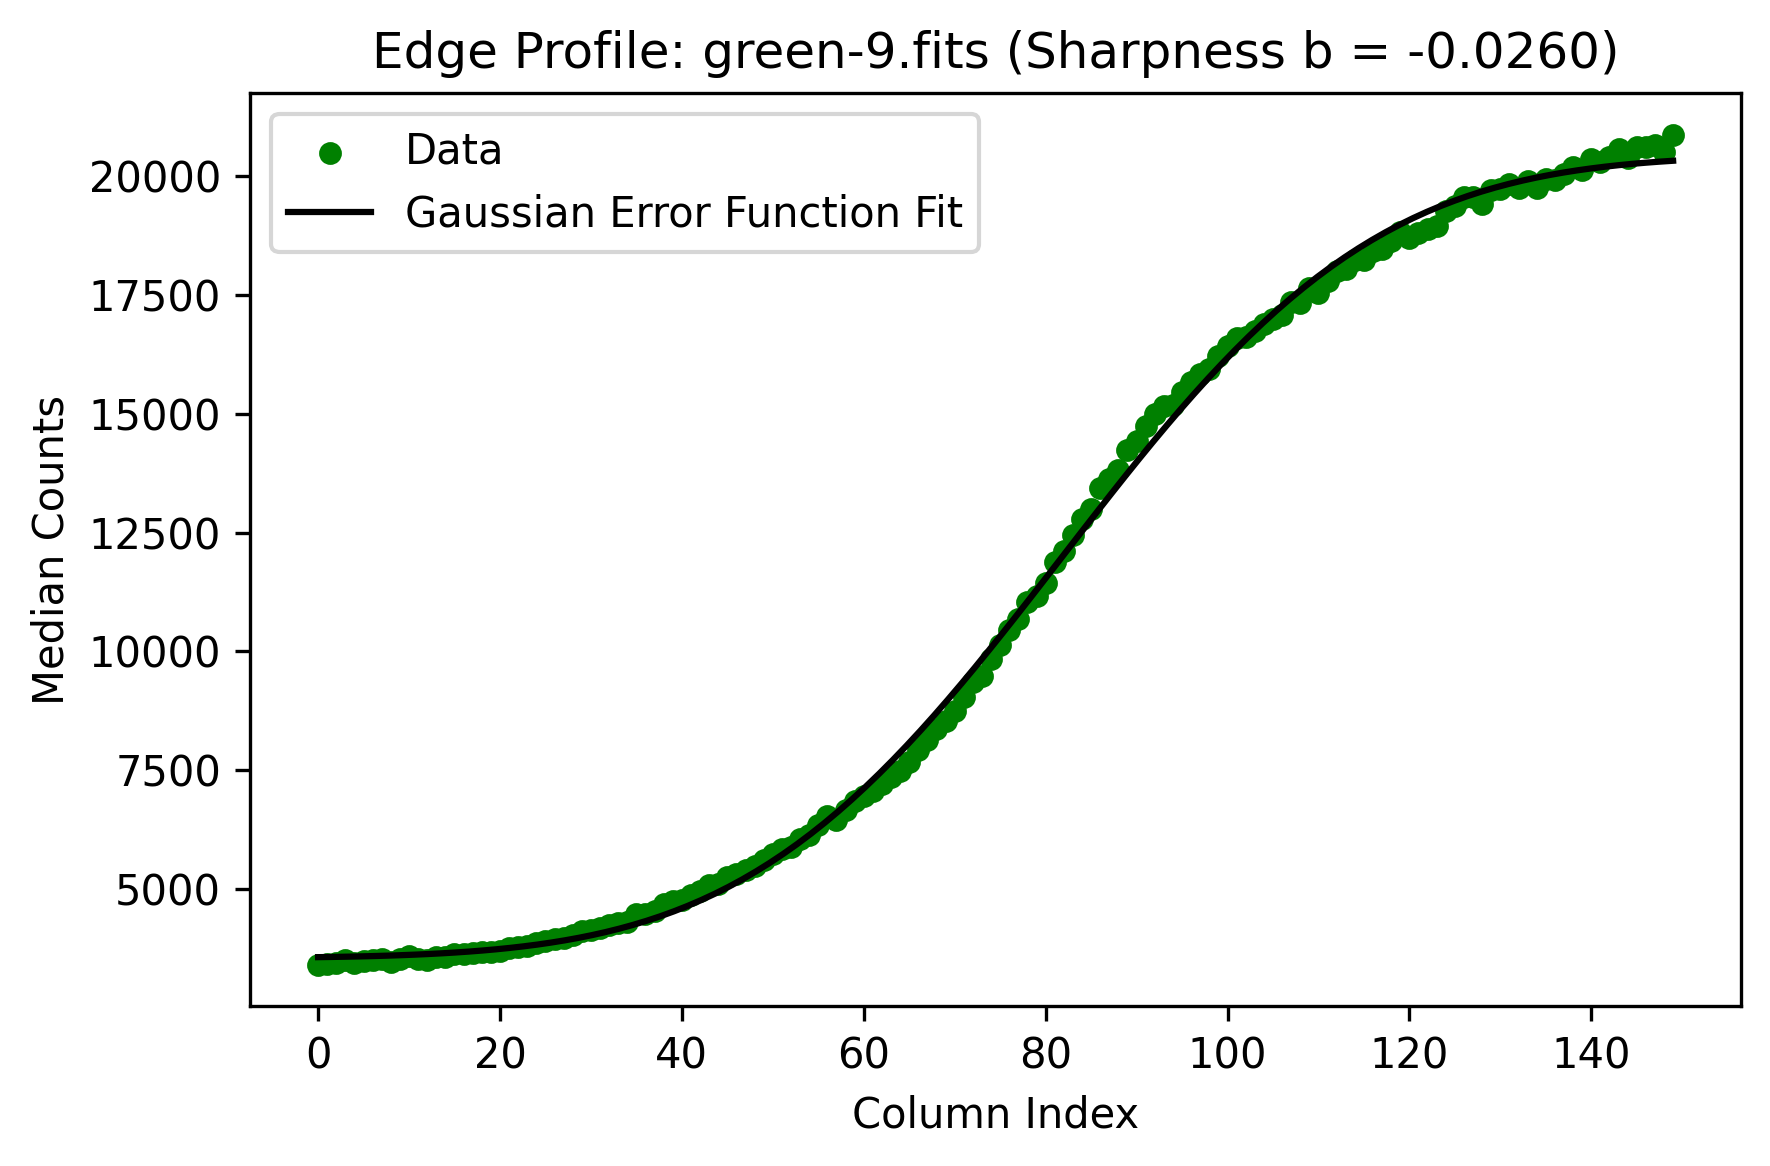 Edge Profile: green-9.fits (Sharpness b = -0.0260)
Data
Gaussian Error Function Fit
20000
17500
15000
12500
10000
7500
5000
Median Counts
0 20 40 60 80 100 120 140
Column Index